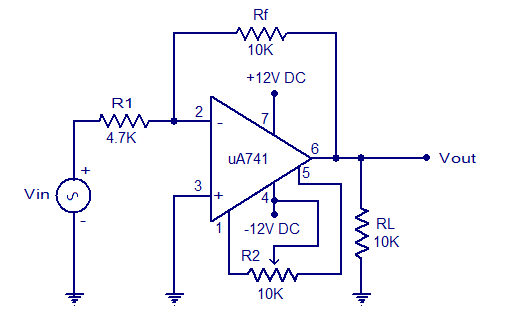 Rf
10K
+12V DC
R1
4.7K
2
-
7
uA741
6
Vout
5
3
+
4
1
-12V DC
+
Vin
S
-
R2
10K
RL
10K